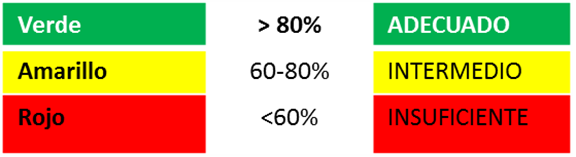 Verde > 80% ADECUADO
Amarillo 60-80% INTERMEDIO
Rojo <60% INSUFICIENTE